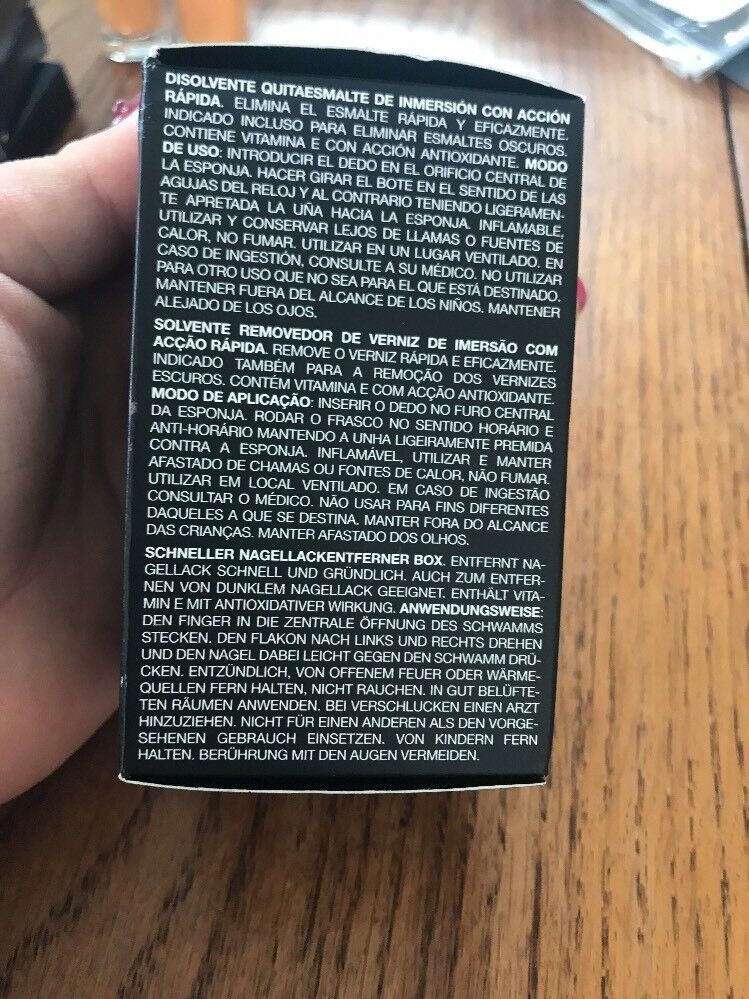 DISOLVENTE QUITAESMALTE DE INMERSIÓN CON ACCIÓN
RÁPIDA. ELIMINA EL ESMALTE RÁPIDA Y EFICAZMENTE.
INDICADO INCLUSO PARA ELIMINAR ESMALTES OSCUROS.
CONTIENE VITAMINA E CON ACCIÓN ANTIOXIDANTE. MODO
DE USO: INTRODUCIR EL DEDO EN EL ORIFICIO CENTRAL DE
LA ESPONJA. HACER GIRAR EL BOTE EN EL SENTIDO DE LAS
AGUJAS DEL RELOJ Y AL CONTRARIO TENIENDO LIGERAMEN-
TE APRETADA LA UÑA HACIA LA ESPONJA. INFLAMABLE,
UTILIZAR Y CONSERVAR LEJOS DE LLAMAS O FUENTES DE
CALOR, NO FUMAR. UTILIZAR EN UN LUGAR VENTILADO. EN
CASO DE INGESTIÓN, CONSULTE A SU MÉDICO. NO UTILIZAR
PARA OTRO USO QUE NO SEA PARA EL QUE ESTÁ DESTINADO.
MANTENER FUERA DEL ALCANCE DE LOS NIÑOS. MANTENER
ALEJADO DE LOS OJOS.
SOLVENTE REMOVEDOR DE VERNIZ DE IMERSÃO COM
ACÇÃO RÁPIDA. REMOVE O VERNIZ RÁPIDA E EFICAZMENTE.
INDICADO TAMBÉM PARA A REMOÇÃO DOS VERNIZES
ESCUROS. CONTÉM VITAMINA E COM ACÇÃO ANTIOXIDANTE.
MODO DE APLICAÇÃO: INSERIR O DEDO NO FURO CENTRAL
DA ESPONJA. RODAR O FRASCO NO SENTIDO HORÁRIO E
ANTI-HORÁRIO MANTENDO A UNHA LIGEIRAMENTE PREMIDA
CONTRA A ESPONJA. INFLAMÁVEL, UTILIZAR E MANTER
AFASTADO DE CHAMAS OU FONTES DE CALOR, NÃO FUMAR.
UTILIZAR EM LOCAL VENTILADO. EM CASO DE INGESTÃO
CONSULTAR O MÉDICO. NÃO USAR PARA FINS DIFERENTES
DAQUELES A QUE SE DESTINA. MANTER FORA DO ALCANCE
DAS CRIANÇAS. MANTER AFASTADO DOS OLHOS.
SCHNELLER NAGELLACKENTFERNER BOX. ENTFERNT NA-
GELLACK SCHNELL UND GRÜNDLICH. AUCH ZUM ENTFER-
NEN VON DUNKLEM NAGELLACK GEEIGNET. ENTHÄLT VITA-
MIN E MIT ANTIOXIDATIVER WIRKUNG. ANWENDUNGSWEISE:
DEN FINGER IN DIE ZENTRALE ÖFFNUNG DES SCHWAMMS
STECKEN. DEN FLAKON NACH LINKS UND RECHTS DREHEN
UND DEN NAGEL DABEI LEICHT GEGEN DEN SCHWAMM DRÜ-
CKEN. ENTZÜNDLICH, VON OFFENEM FEUER ODER WÄRME-
QUELLEN FERN HALTEN, NICHT RAUCHEN. IN GUT BELÜFTE-
TEN RÄUMEN ANWENDEN. BEI VERSCHLUCKEN EINEN ARZT
HINZUZIEHEN. NICHT FÜR EINEN ANDEREN ALS DEN VORGE-
SEHENEN GEBRAUCH EINSETZEN. VON KINDERN FERN
HALTEN. BERÜHRUNG MIT DEN AUGEN VERMEIDEN.